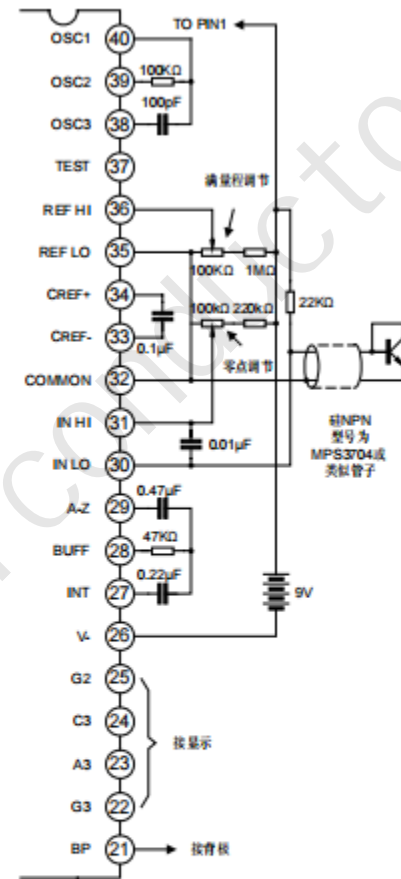 TO PIN1
OSC1 40
OSC2 39 100KΩ
100pF
OSC3 38
TEST 37
满量程调节
REF HI 36
REF LO 35
100KΩ 1MΩ
CREF+ 34
22KΩ
100kΩ 220kΩ
CREF- 33
0.1μF
零点调节
COMMON 32
IN HI 31
硅NPN
型号为
MPS3704或
类似管子
0.01μF
IN LO 30
0.47μF
A-Z 29
47KΩ
BUFF 28
0.22μF
INT 27
9V
V- 26
G2 25
C3 24
接显示
A3 23
G3 22
BP 21 接背板
conductor